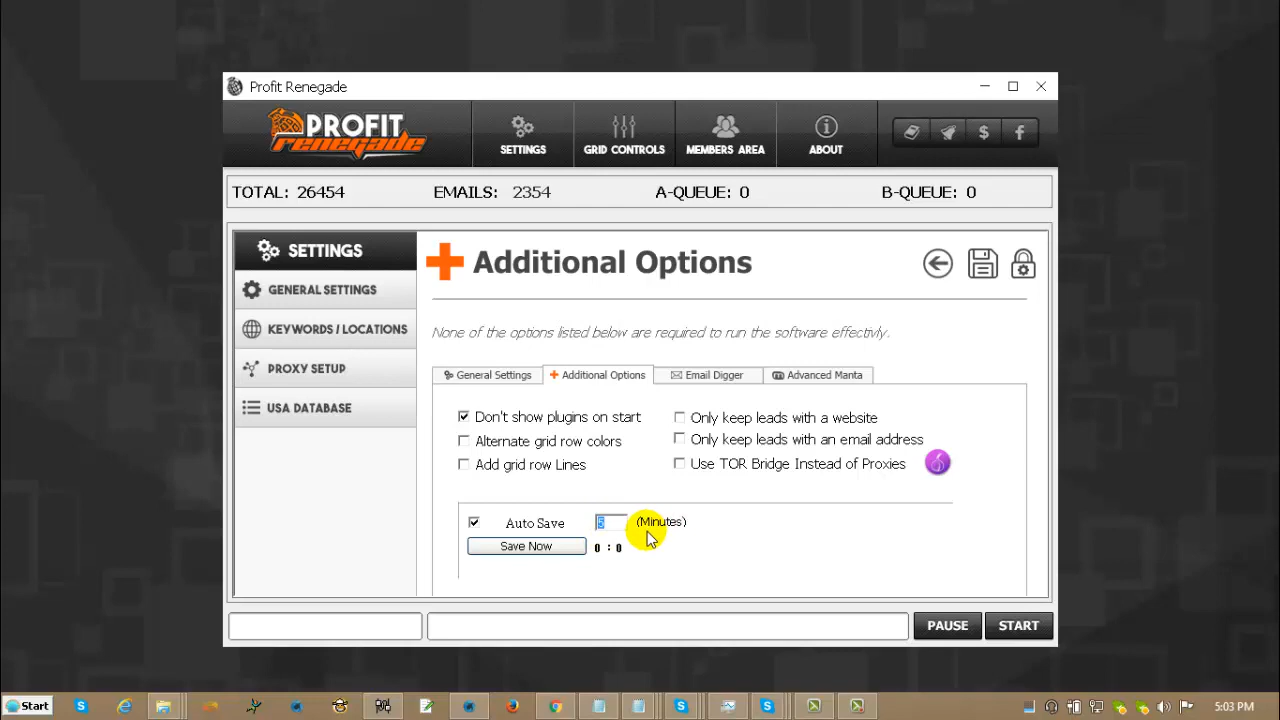 Profit Renegade
PROFIT
renegade
SETTINGS
GRID CONTROLS
MEMBERS AREA
ABOUT
TOTAL: 26454
EMAILS: 2354
A-QUEUE: 0
B-QUEUE: 0
SETTINGS
GENERAL SETTINGS
KEYWORDS / LOCATIONS
PROXY SETUP
USA DATABASE
Additional Options
None of the options listed below are required to run the software effectivly.
General Settings
Additional Options
Email Digger
Advanced Manta
Don't show plugins on start
Only keep leads with a website
Alternate grid row colors
Only keep leads with an email address
Add grid row Lines
Use TOR Bridge Instead of Proxies
Auto Save 5 (Minutes)
Save Now 0 : 0
PAUSE
START
Start
5:03 PM